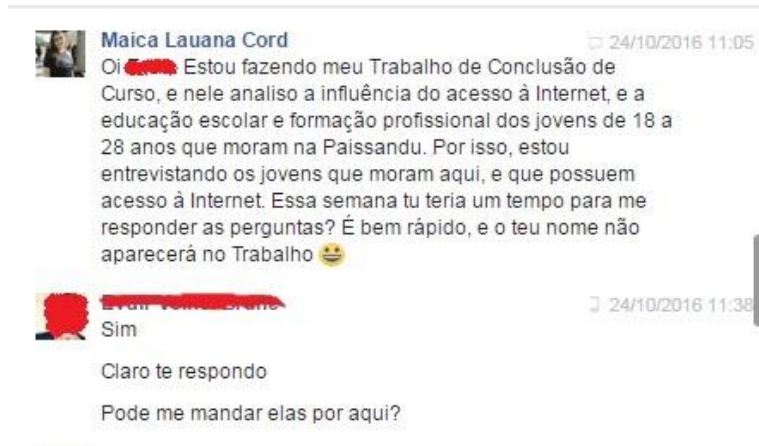 Maica Lauana Cord 24/10/2016 11:05
Oi Estou fazendo meu Trabalho de Conclusão de
Curso, e nele analiso a influência do acesso à Internet, e a
educação escolar e formação profissional dos jovens de 18 a
28 anos que moram na Paissandu. Por isso, estou
entrevistando os jovens que moram aqui, e que possuem
acesso à Internet. Essa semana tu teria um tempo para me
responder as perguntas? É bem rápido, e o teu nome não
aparecerá no Trabalho 😀
24/10/2016 11:38
Sim
Claro te respondo
Pode me mandar elas por aqui?